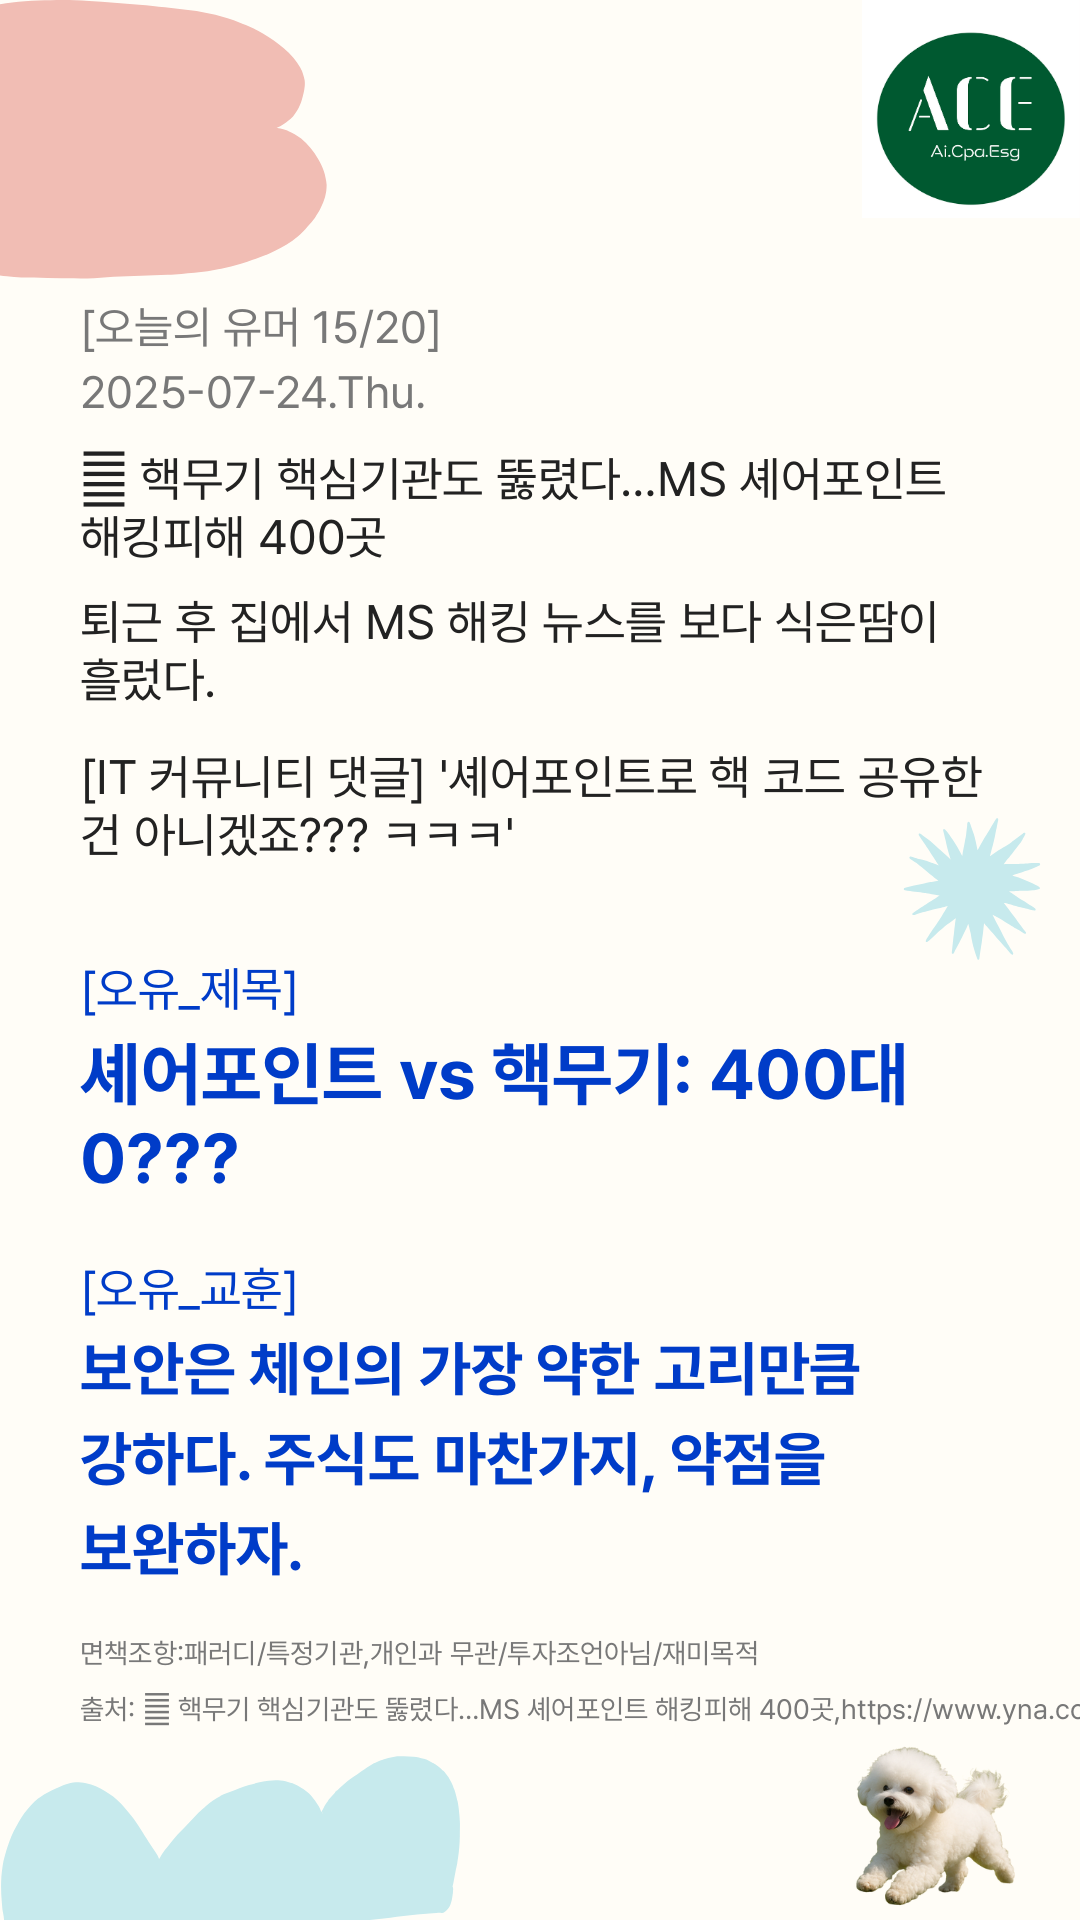 ACE
Ai.Cpa.Esg
[오늘의 유머 15/20]
2025-07-24.Thu.
핵무기 핵심기관도 뚫렸다…MS 셰어포인트
해킹피해 400곳
퇴근 후 집에서 MS 해킹 뉴스를 보다 식은땀이
흘렀다.
[IT 커뮤니티 댓글] '셰어포인트로 핵 코드 공유한
건 아니겠죠??? ㅋㅋㅋ'
[오유_제목]
셰어포인트 vs 핵무기: 400대
0???
[오유_교훈]
보안은 체인의 가장 약한 고리만큼
강하다. 주식도 마찬가지, 약점을
보완하자.
면책조항:패러디/특정기관,개인과 무관/투자조언아님/재미목적
출처: 핵무기 핵심기관도 뚫렸다…MS 셰어포인트 해킹피해 400곳,https://www.yna.co